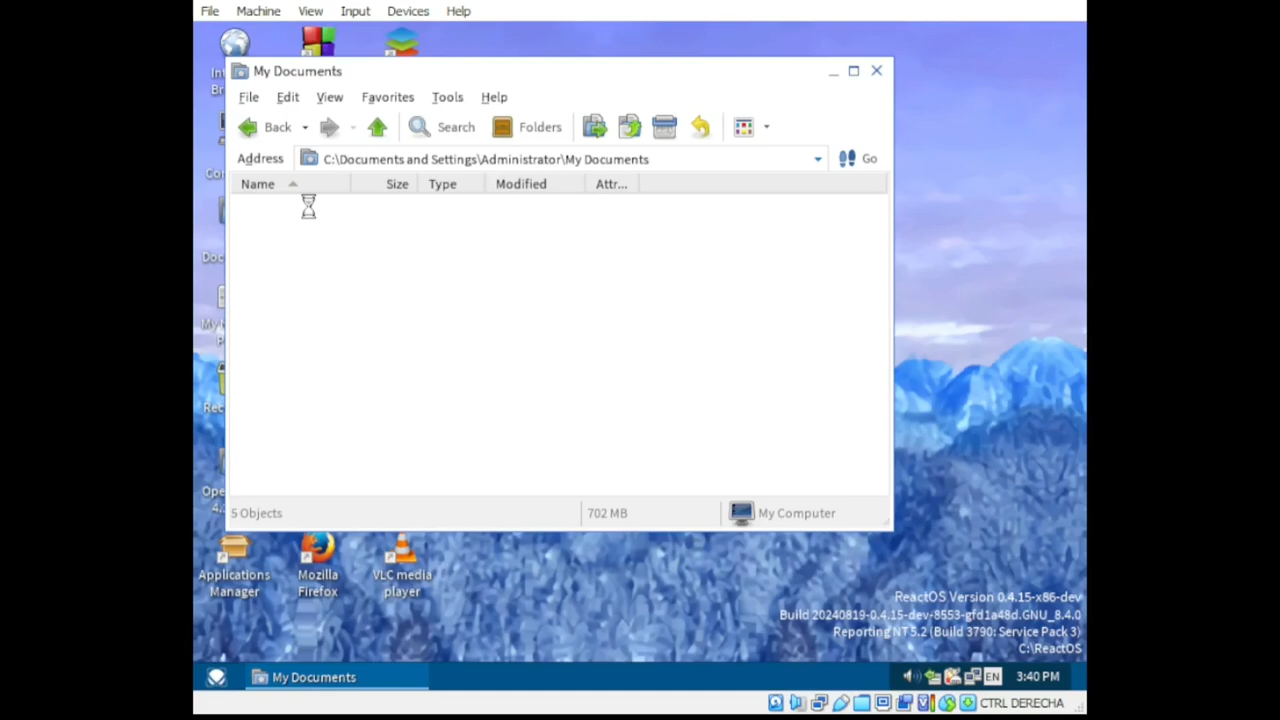 File Machine View Input Devices Help
My Documents
File Edit View Favorites Tools Help
Back Search Folders
Address C:\Documents and Settings\Administrator\My Documents Go
Name Size Type Modified Attr...
5 Objects 702 MB My Computer
Applications Manager
Mozilla Firefox
VLC media player
ReactOS Version 0.4.15-x86-dev
Build 20240819-0.4.15-dev-8553-gfd1a48d.GNU_8.4.0
Reporting NT 5.2 (Build 3790: Service Pack 3)
C:\ReactOS
My Documents EN 3:40 PM
CTRL DERECHA